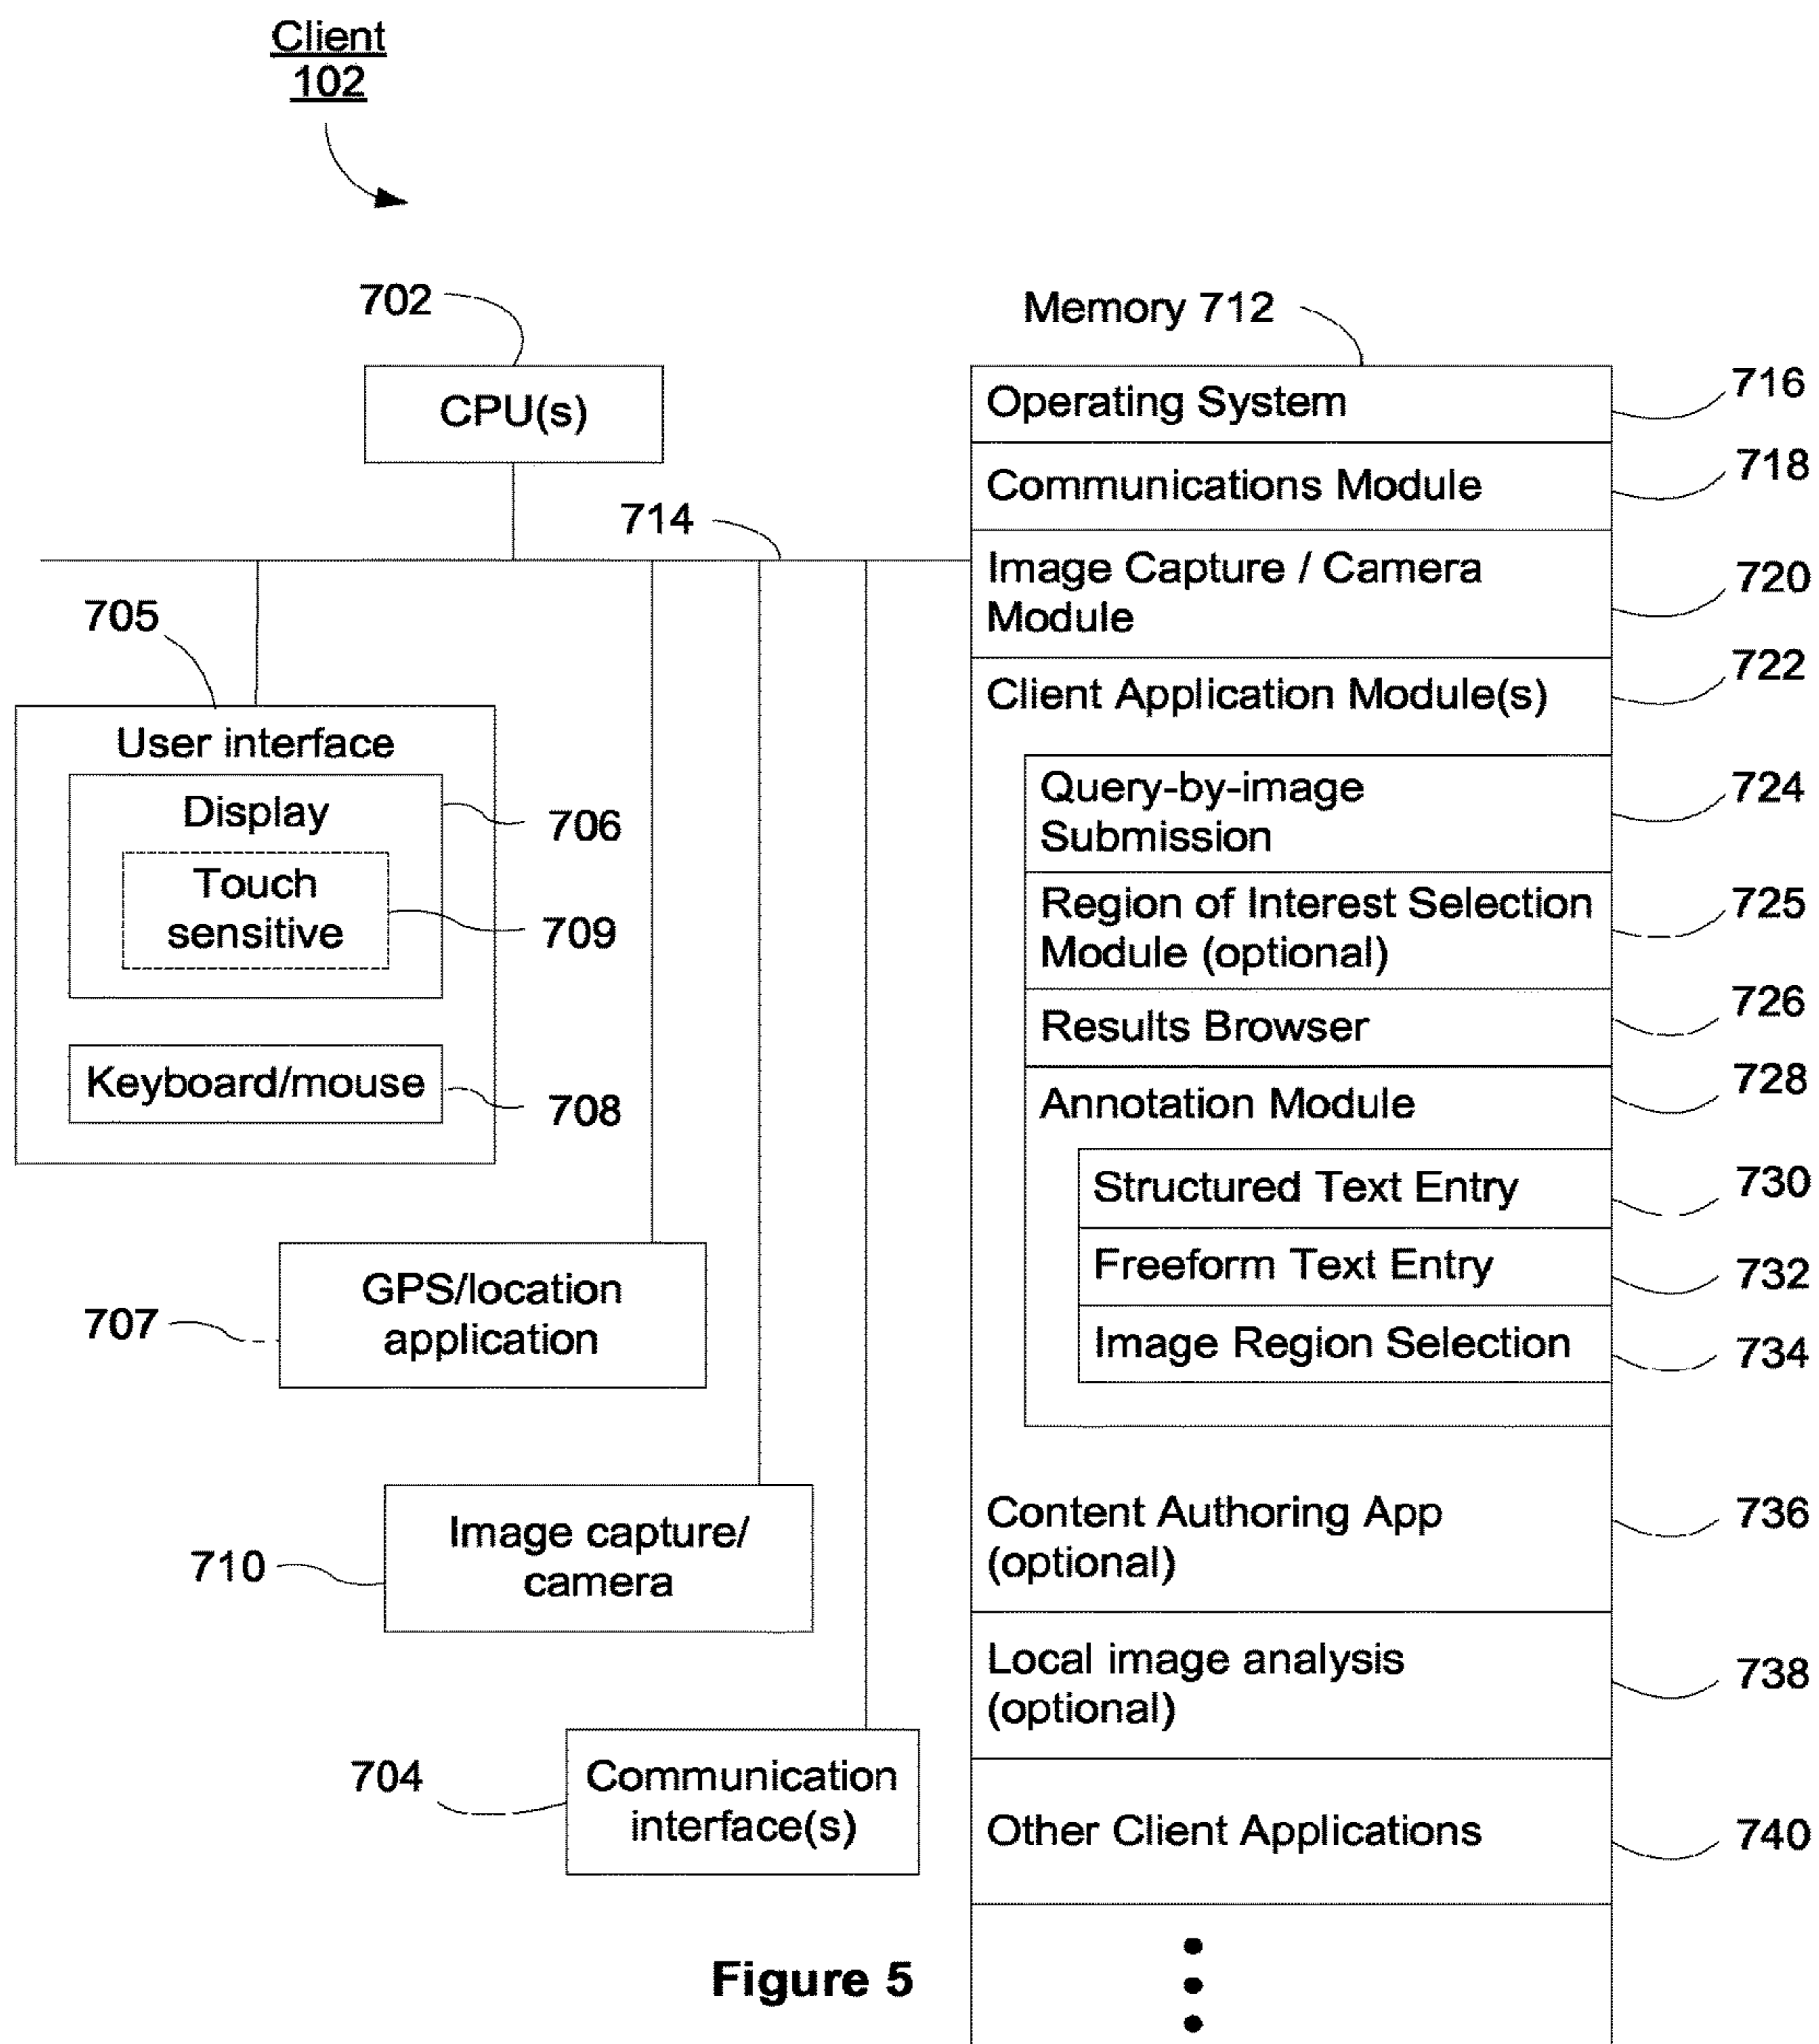 Client
102
702
CPU(s)
714
705
User interface
Display
706
Touch
sensitive
709
Keyboard/mouse
708
GPS/location
application
707
Image capture/
camera
710
704
Communication
interface(s)
Memory 712
Operating System
716
Communications Module
718
Image Capture / Camera
Module
720
Client Application Module(s)
722
Query-by-image
Submission
724
Region of Interest Selection
Module (optional)
725
Results Browser
726
Annotation Module
728
Structured Text Entry
730
Freeform Text Entry
732
Image Region Selection
734
Content Authoring App
(optional)
736
Local image analysis
(optional)
738
Other Client Applications
740
Figure 5